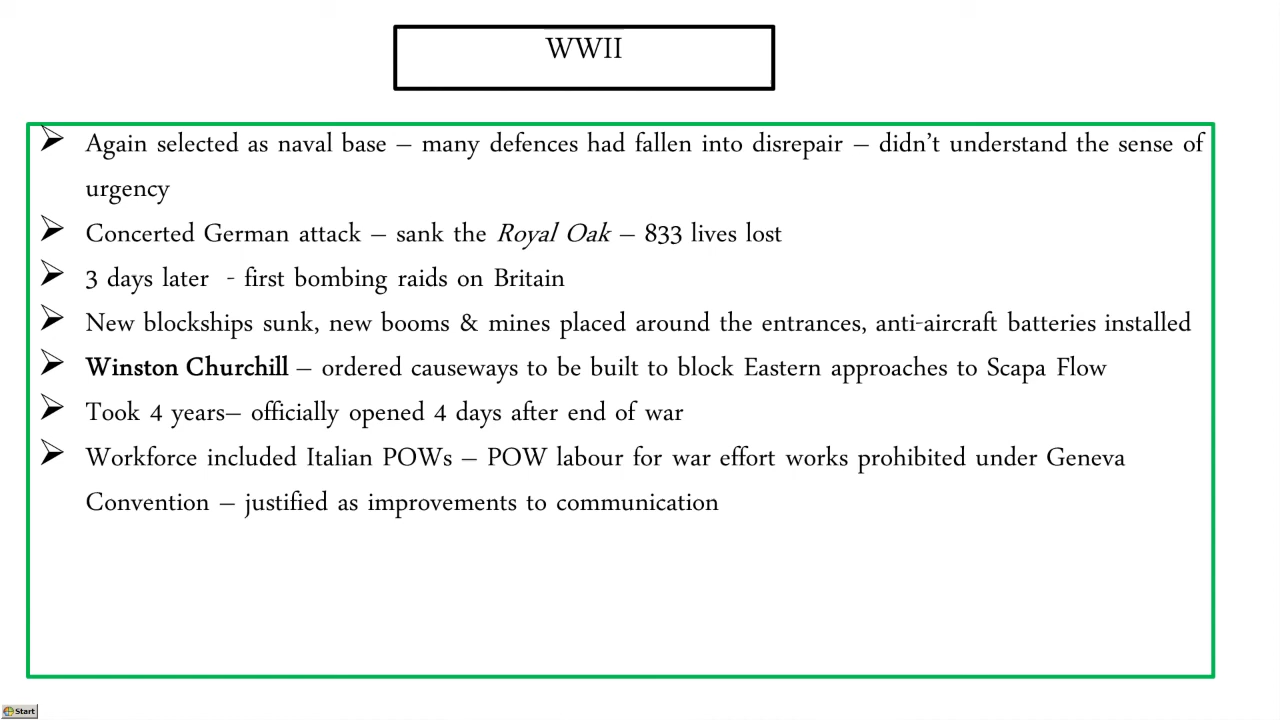 WWII
Again selected as naval base – many defences had fallen into disrepair – didn’t understand the sense of
urgency
Concerted German attack – sank the Royal Oak – 833 lives lost
3 days later - first bombing raids on Britain
New blockships sunk, new booms & mines placed around the entrances, anti-aircraft batteries installed
Winston Churchill – ordered causeways to be built to block Eastern approaches to Scapa Flow
Took 4 years– officially opened 4 days after end of war
Workforce included Italian POWs – POW labour for war effort works prohibited under Geneva
Convention – justified as improvements to communication
Start